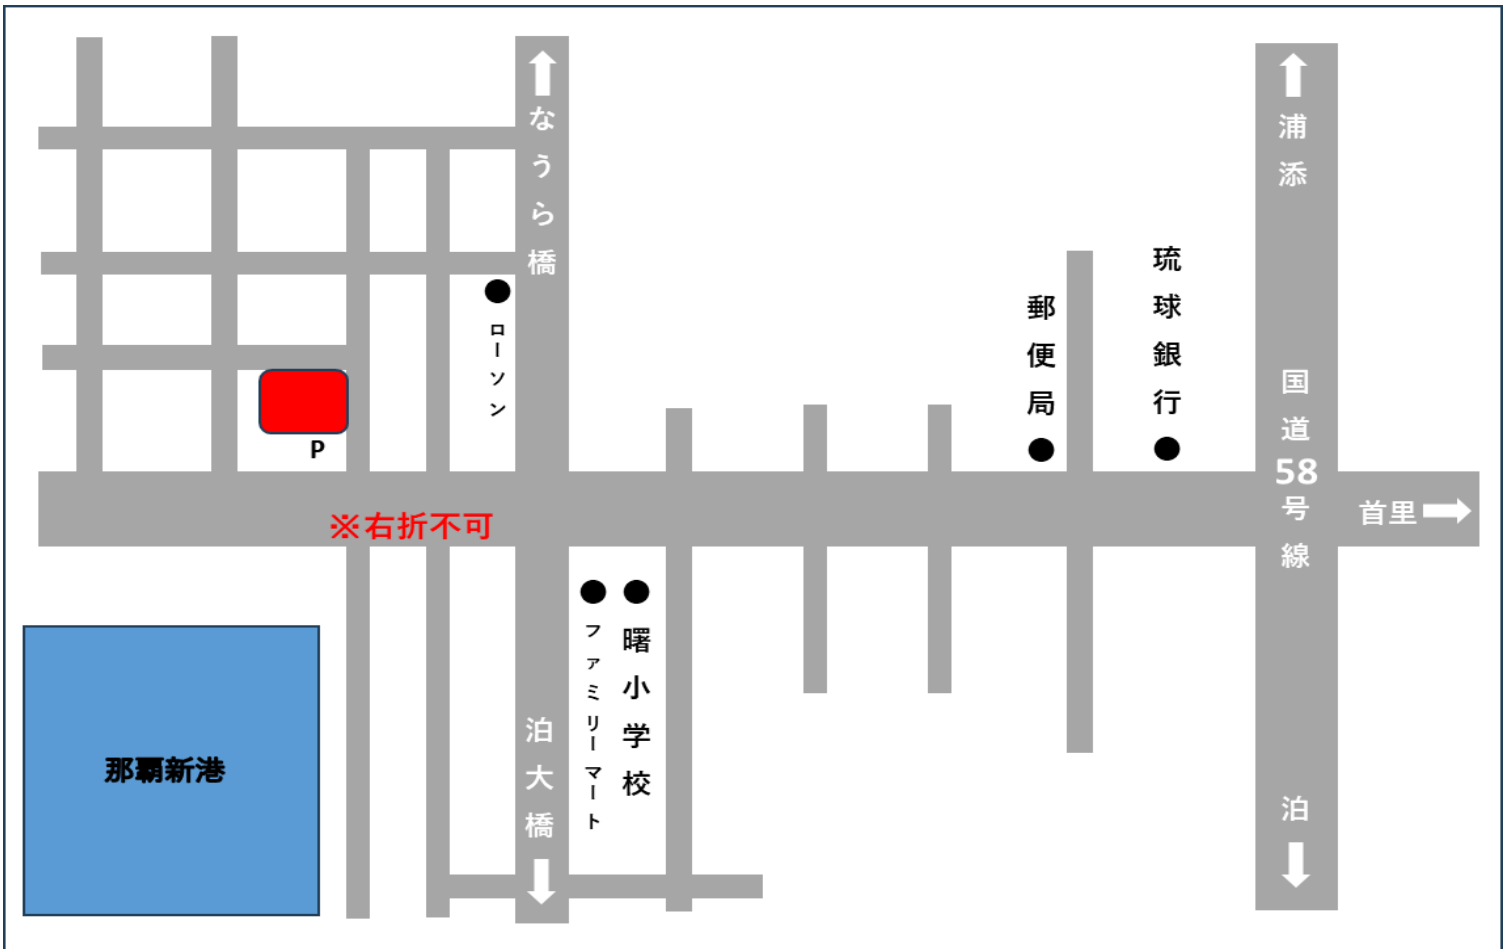 なうら橋
浦添
ローソン
P
郵便局
琉球銀行
国道58号線
首里
※右折不可
ファミリーマート
曙小学校
那覇新港
泊大橋
泊